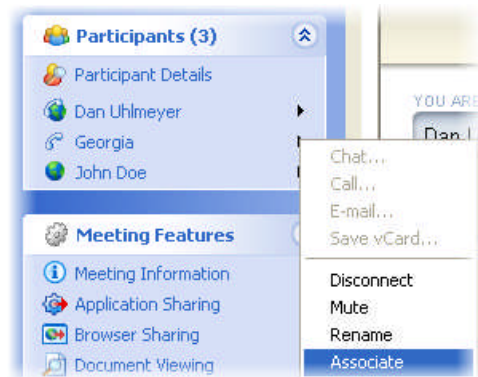 Participants (3)
Participant Details
Dan Uhlmeyer
Georgia
John Doe
Meeting Features
Meeting Information
Application Sharing
Browser Sharing
Document Viewing
YOU ARE
Dan
Chat...
Call...
E-mail...
Save vCard...
Disconnect
Mute
Rename
Associate